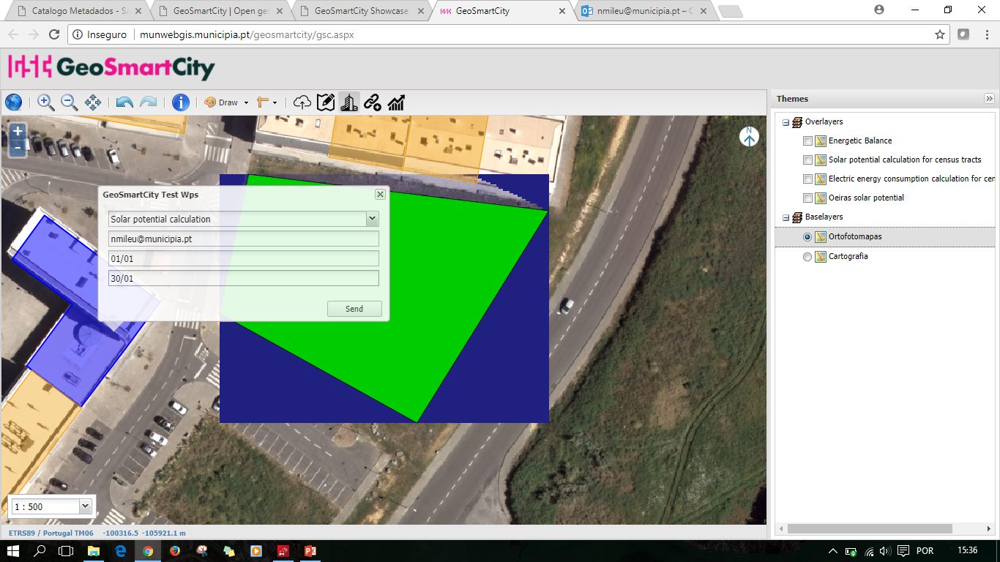 Catalogo Metadados - SA
GeoSmartCity | Open geo
GeoSmartCity Showcase
GeoSmartCity
nmileu@municipia.pt – C
Inseguro
munwebgis.municipia.pt/geosmartcity/gsc.aspx
GeoSmartCity
Draw
Themes
Overlayers
Energetic Balance
Solar potential calculation for census tracts
Electric energy consumption calculation for cen
Oeiras solar potential
Baselayers
Ortofotomapas
Cartografia
+
-
N
GeoSmartCity Test Wps
Solar potential calculation
nmileu@municipia.pt
01/01
30/01
Send
1 : 500
ETRS89 / Portugal TM06 -100316.5 -105921.1 m
POR
15:36